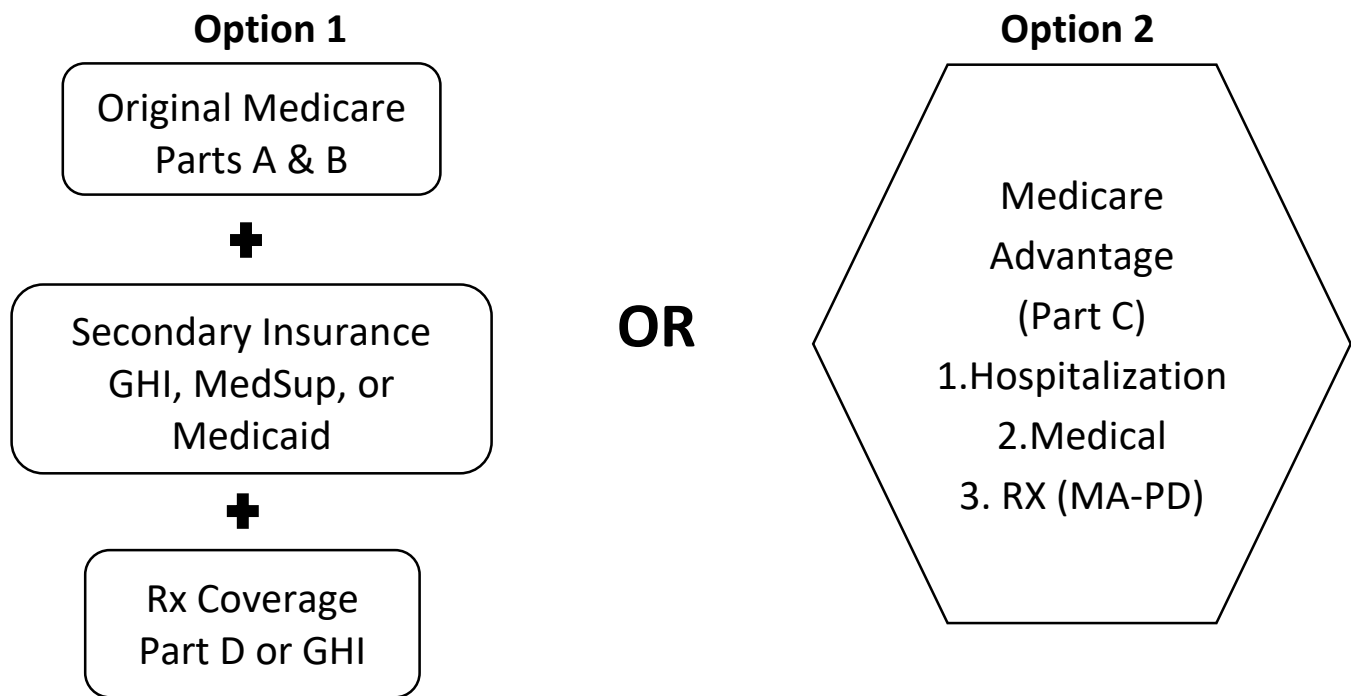 Option 1
Original Medicare
Parts A & B
Secondary Insurance
GHI, MedSup, or
Medicaid
Rx Coverage
Part D or GHI
OR
Option 2
Medicare
Advantage
(Part C)
1.Hospitalization
2.Medical
3. RX (MA-PD)